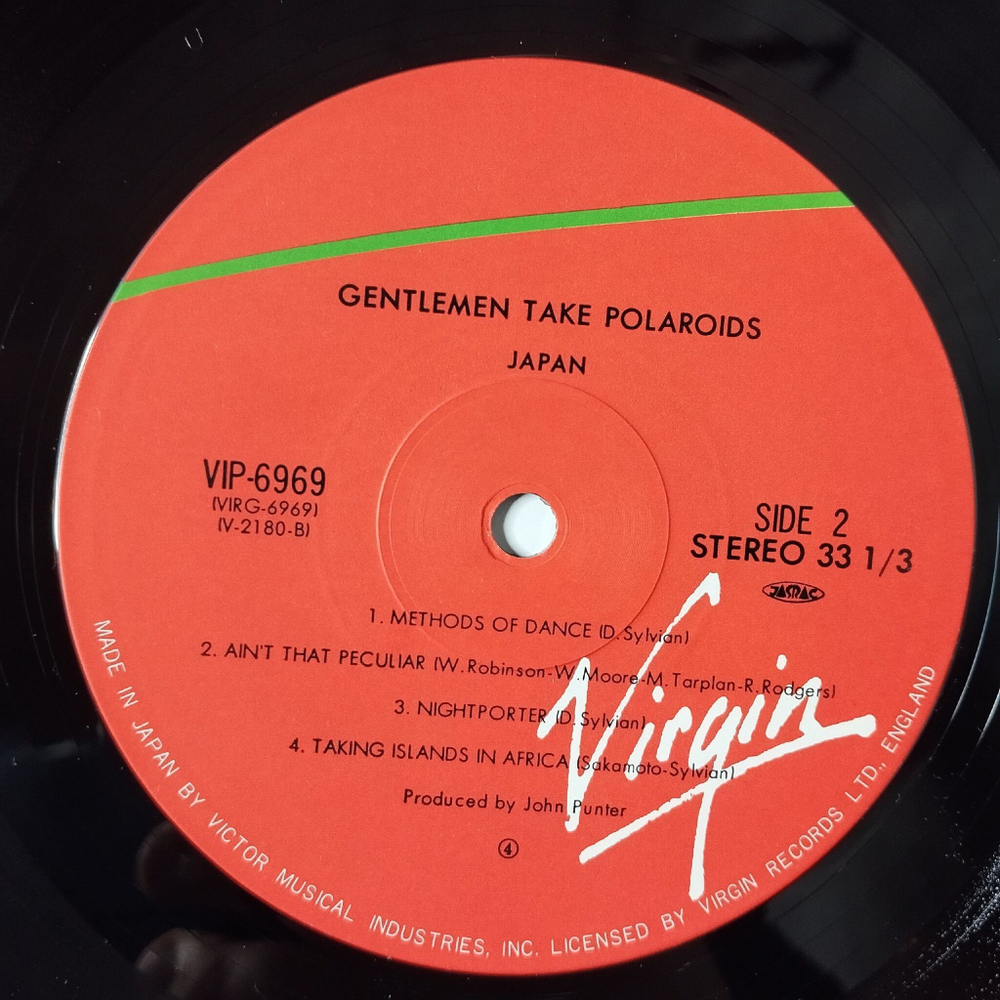 GENTLEMEN TAKE POLAROIDS
JAPAN
VIP-6969
(VIRG-6969)
(V-2180-B)
SIDE 2
STEREO 33 1/3
JASRAC
1. METHODS OF DANCE (D. Sylvian)
2. AIN'T THAT PECULIAR (W. Robinson-W. Moore-M. Tarplan-R. Rodgers)
3. NIGHTPORTER (D. Sylvian)
4. TAKING ISLANDS IN AFRICA (Sakamoto-Sylvian)
Produced by John Punter
④
Virgin
MADE IN JAPAN BY VICTOR MUSICAL INDUSTRIES, INC. LICENSED BY VIRGIN RECORDS LTD., ENGLAND